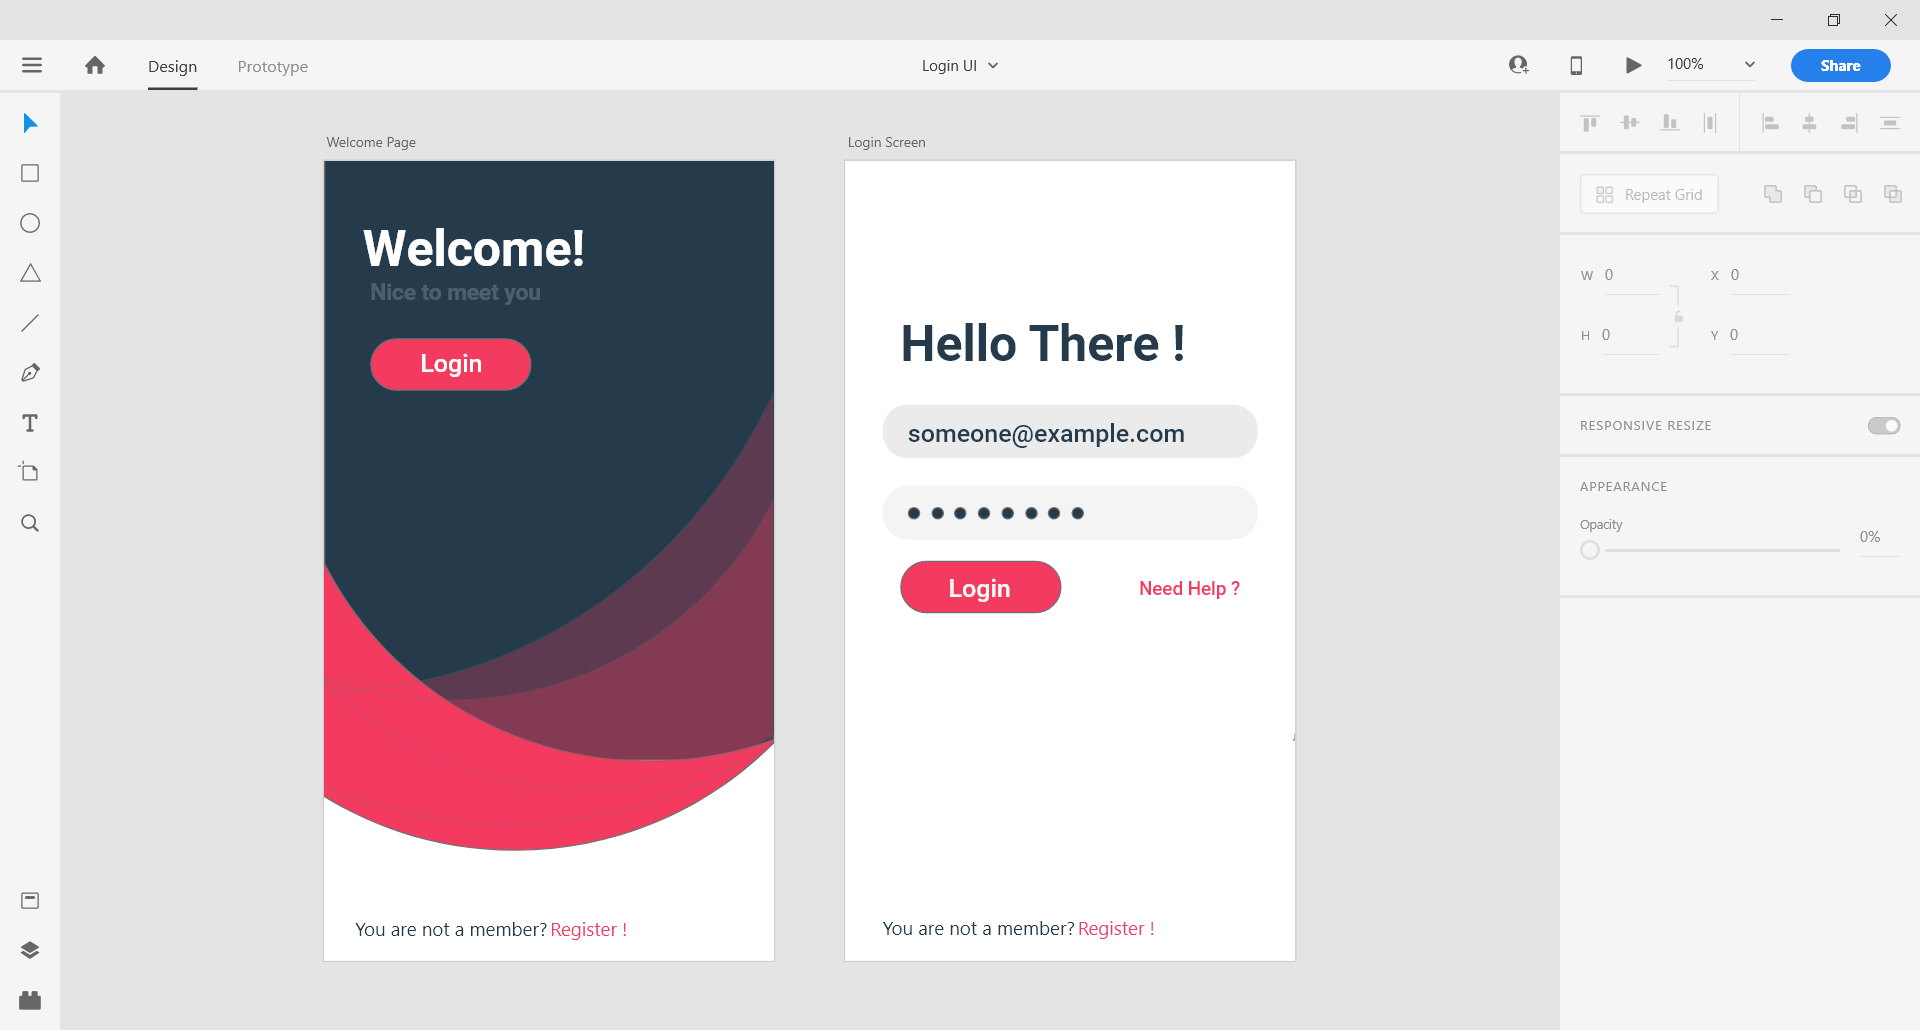 Design
Prototype
Login UI
100%
Share
Welcome Page
Welcome!
Nice to meet you
Login
You are not a member? Register !
Login Screen
Hello There !
someone@example.com
Login
Need Help ?
You are not a member? Register !
Repeat Grid
W 0
X 0
H 0
Y 0
RESPONSIVE RESIZE
APPEARANCE
Opacity
0%